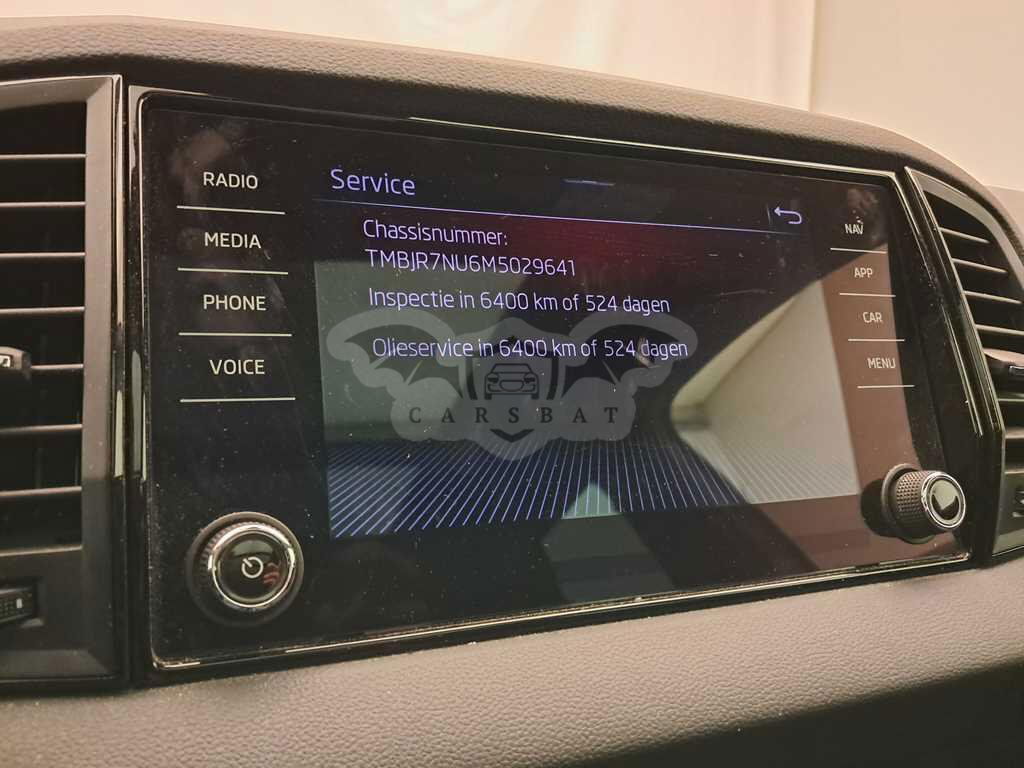 RADIO
MEDIA
PHONE
VOICE
Service
Chassisnummer:
TMBJR7NU6M5029641
Inspectie in 6400 km of 524 dagen
Olieservice in 6400 km of 524 dagen
CARSBAT
NAV
APP
CAR
MENU